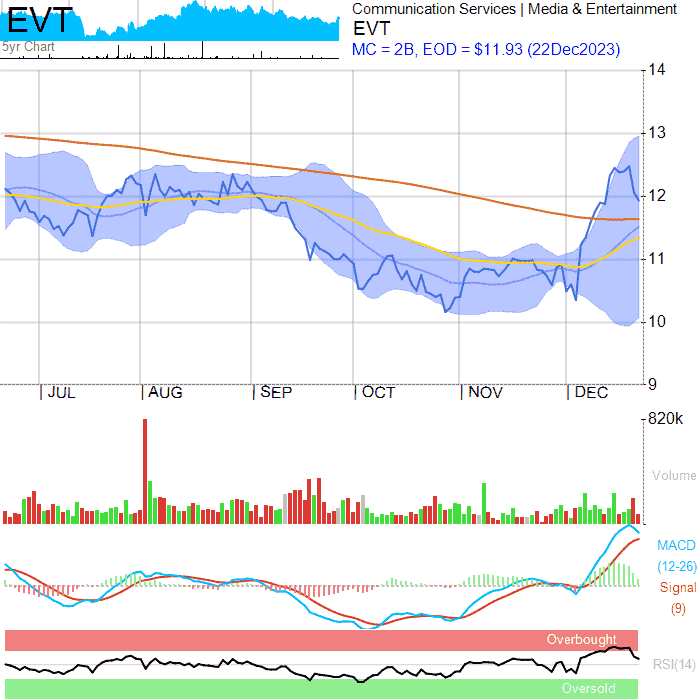 EVT
5yr Chart
Communication Services | Media & Entertainment
EVT
MC = 2B, EOD = $11.93 (22Dec2023)
14
13
12
11
10
9
| JUL | AUG | SEP | OCT | NOV | DEC
820k
Volume
MACD
(12-26)
Signal
(9)
Overbought
RSI(14)
Oversold